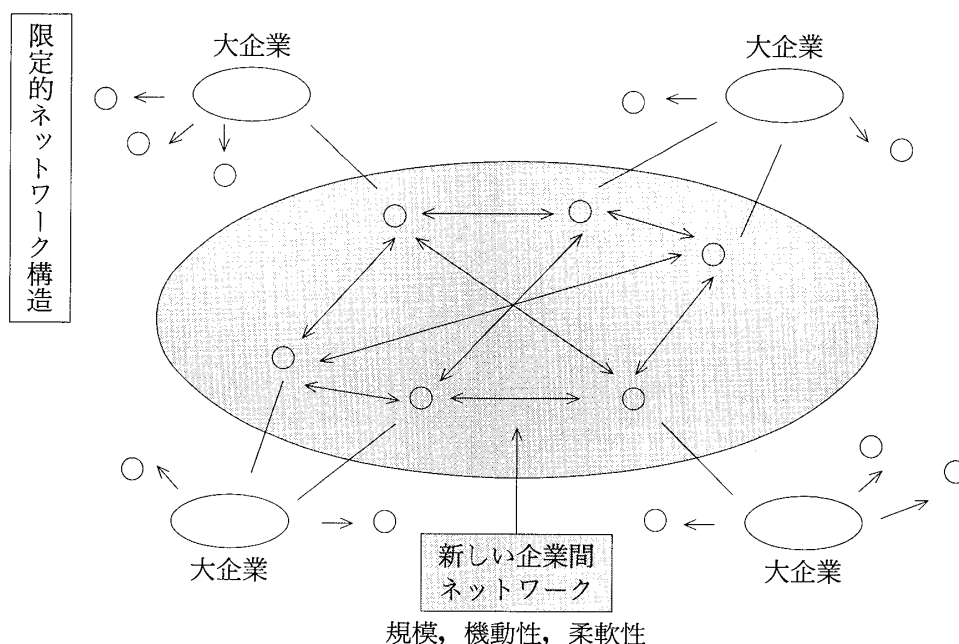 限定的ネットワーク構造
大企業
大企業
大企業
大企業
新しい企業間
ネットワーク
規模，機動性，柔軟性